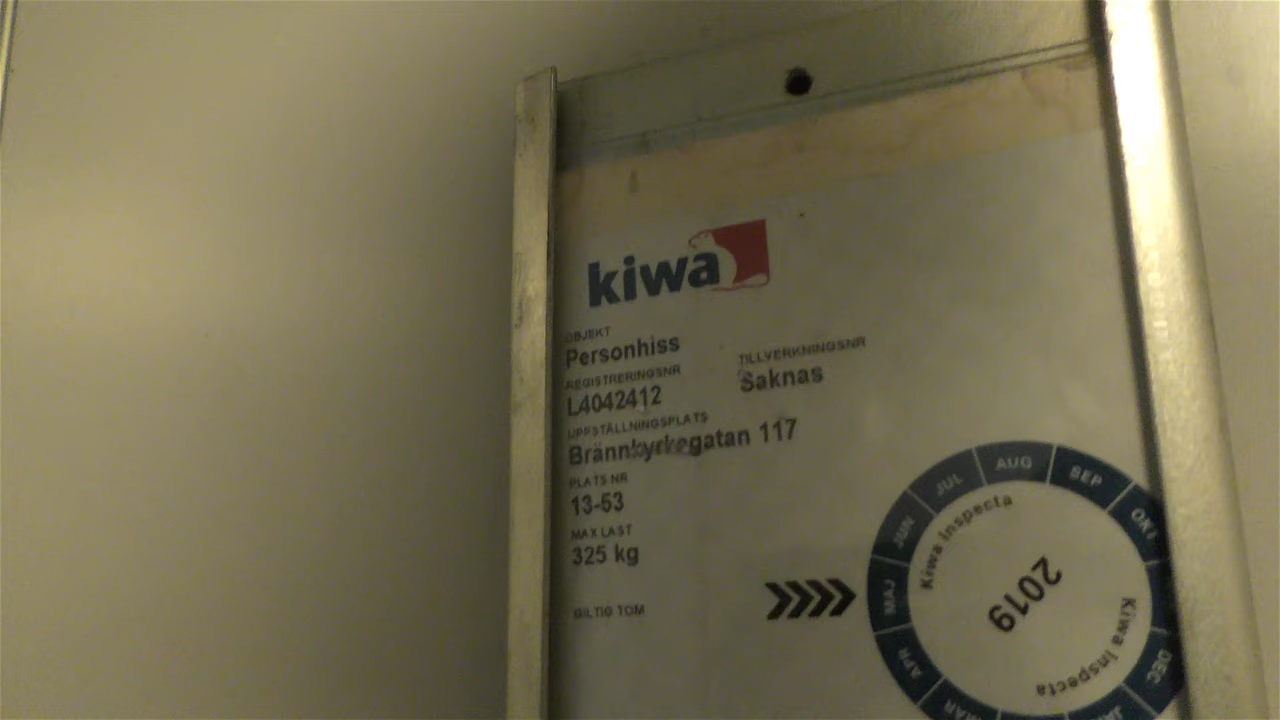 kiwa
OBJEKT
Personhiss
REGISTRERINGSNR
TILLVERKNINGSNR
L4042412
Saknas
UPPSTÄLLNINGSPLATS
Brännkyrkagatan 117
PLATS NR
13-53
MAX LAST
325 kg
GILTIG TOM
APR
MAJ
JUN
JUL
AUG
SEP
OKT
DEC
Kiwa Inspecta
2019
Kiwa Inspecta